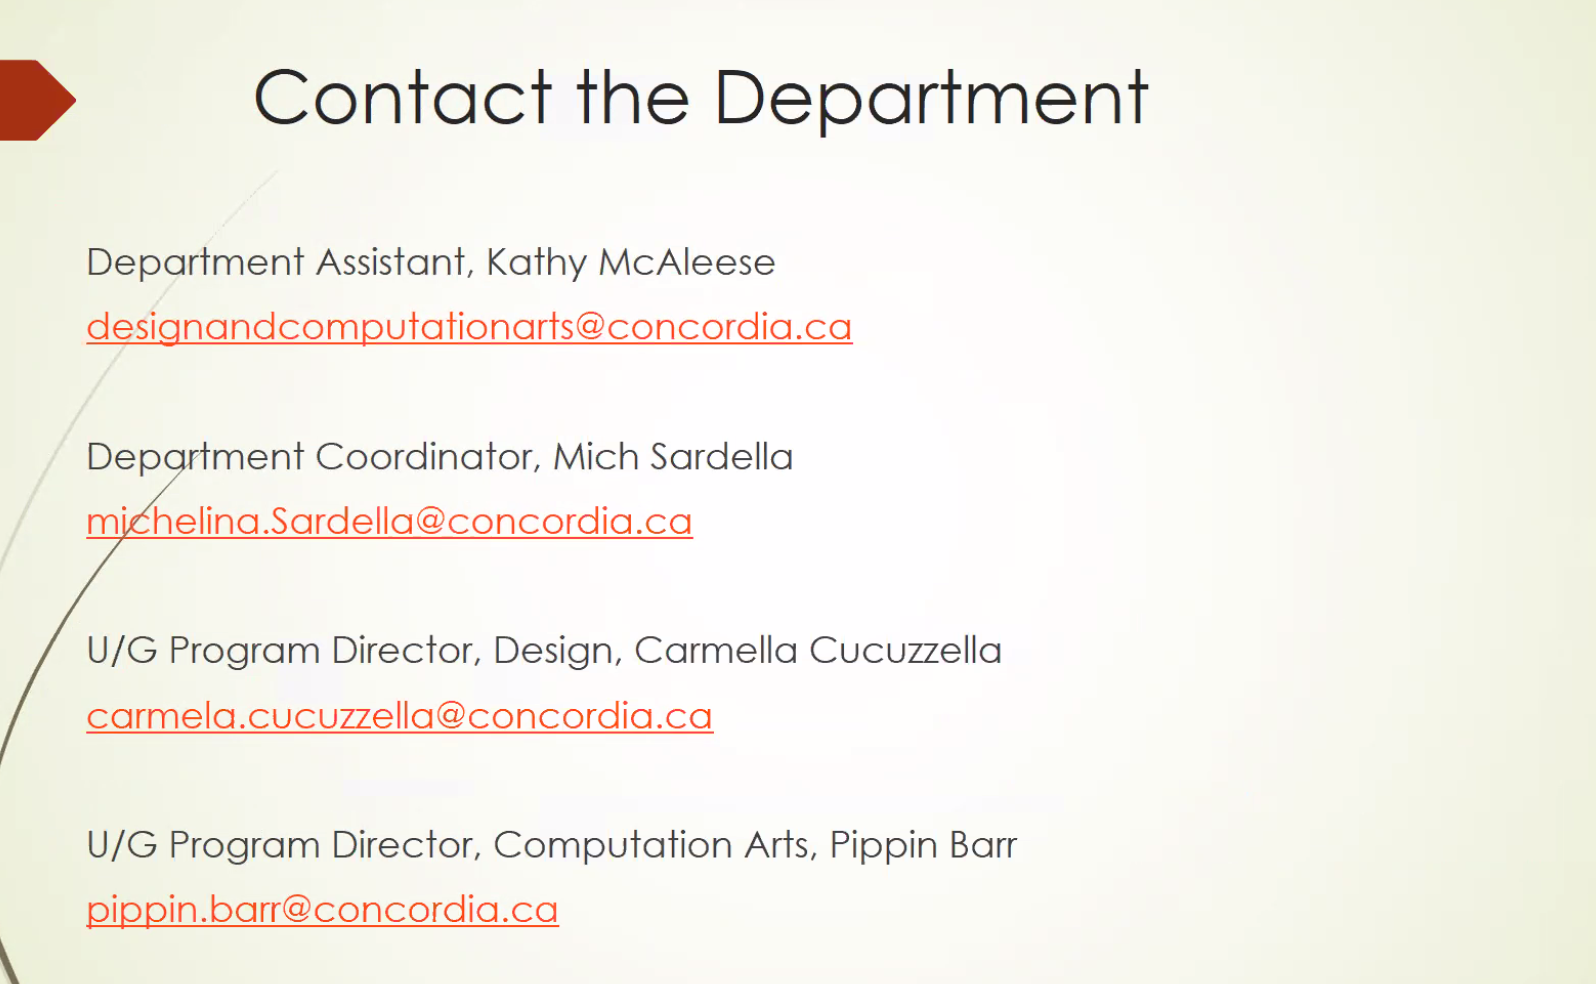 Contact the Department
Department Assistant, Kathy McAleese
designandcomputationarts@concordia.ca
Department Coordinator, Mich Sardella
michelina.Sardella@concordia.ca
U/G Program Director, Design, Carmella Cucuzzella
carmela.cucuzzella@concordia.ca
U/G Program Director, Computation Arts, Pippin Barr
pippin.barr@concordia.ca